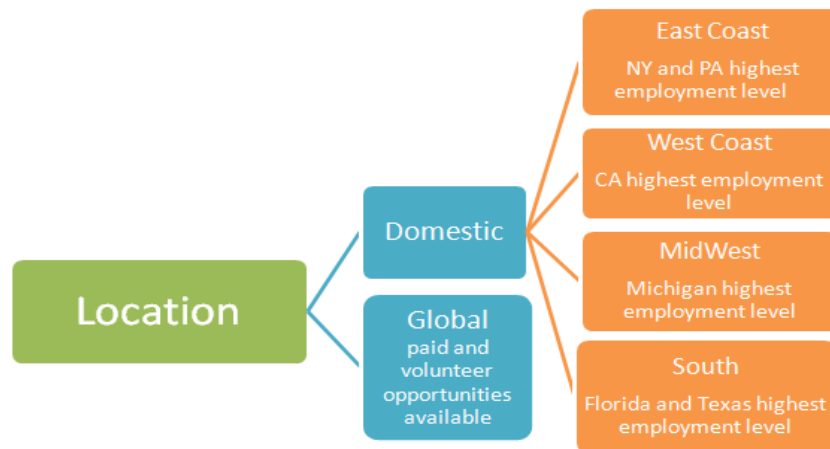 Location
Domestic
Global
paid and
volunteer
opportunities
available
East Coast
NY and PA highest
employment level
West Coast
CA highest employment
level
MidWest
Michigan highest
employment level
South
Florida and Texas highest
employment level